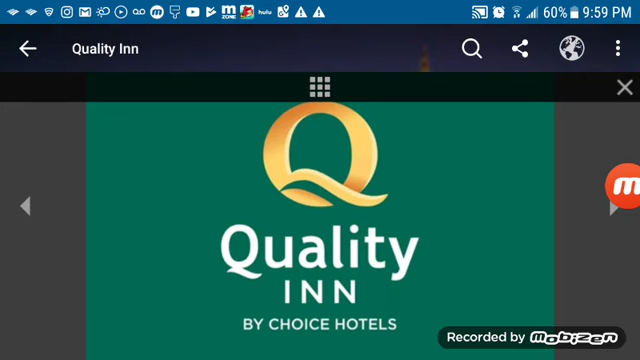 60% 9:59 PM
Quality Inn
Quality
INN
BY CHOICE HOTELS
Recorded by Mobizen